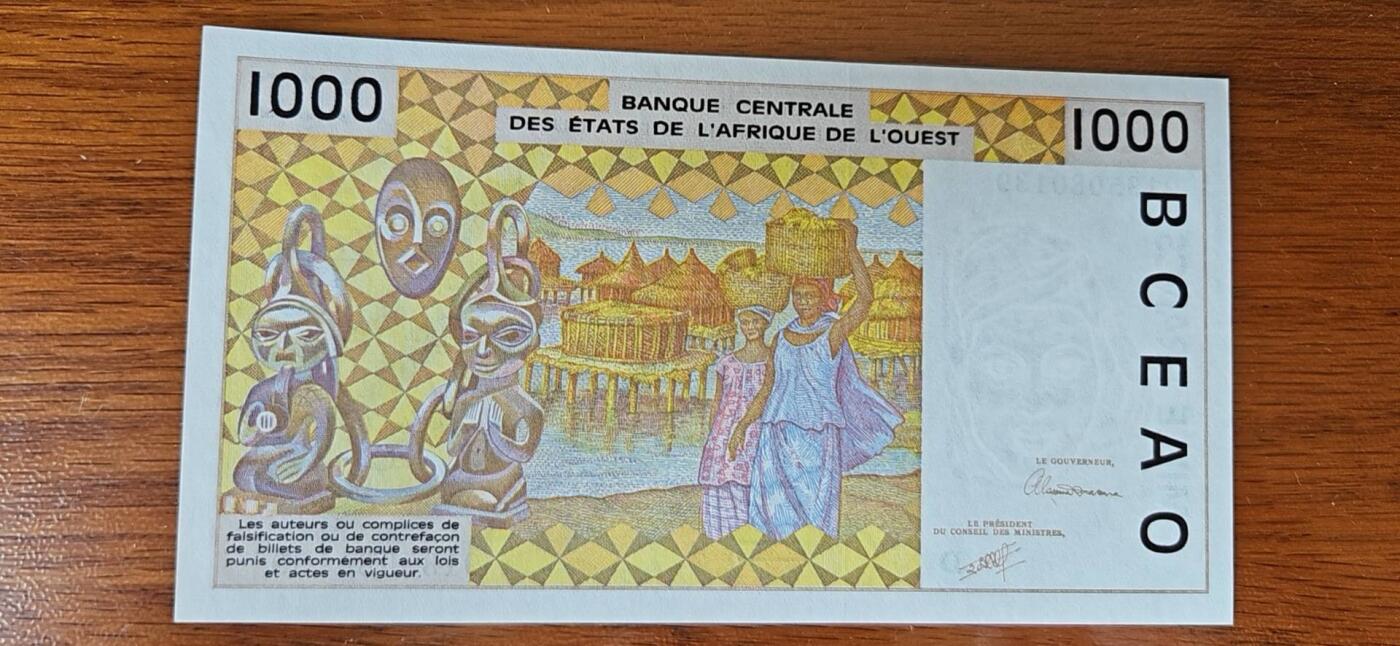 1000
BANQUE CENTRALE
DES ÉTATS DE L'AFRIQUE DE L'OUEST
1000
BCEAO
LE GOUVERNEUR,
LE PRÉSIDENT
DU CONSEIL DES MINISTRES,
Les auteurs ou complices de
falsification ou de contrefaçon
de billets de banque seront
punis conformément aux lois
et actes en vigueur.